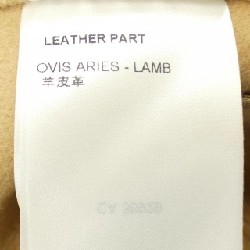 LEATHER PART
OVIS ARIES - LAMB
羊皮革